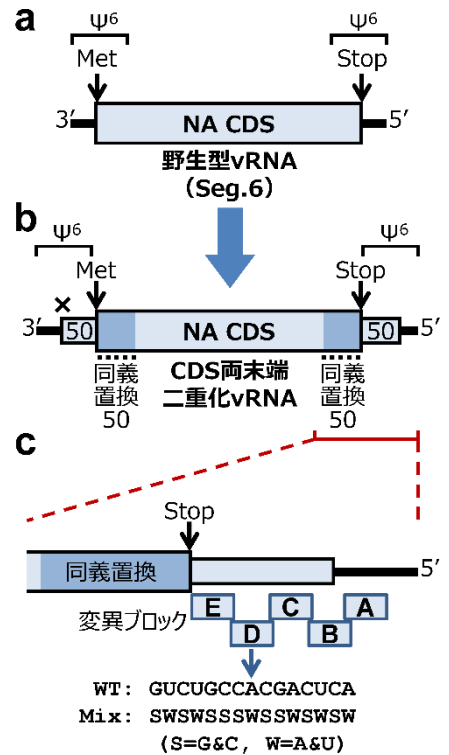 a
Ψ⁶ Ψ⁶
Met Stop
3′ NA CDS 5′
野生型vRNA
(Seg.6)
b
Ψ⁶ Ψ⁶
Met Stop
×
3′ 50 NA CDS 50 5′
同義
置換
50
CDS両末端
二重化vRNA
同義
置換
50
c
Stop
同義置換 5′
変異ブロック E D C B A
WT: GUCUGCCACGACUCA
Mix: SWSWSSSWSSWSWSW
(S=G&C, W=A&U)